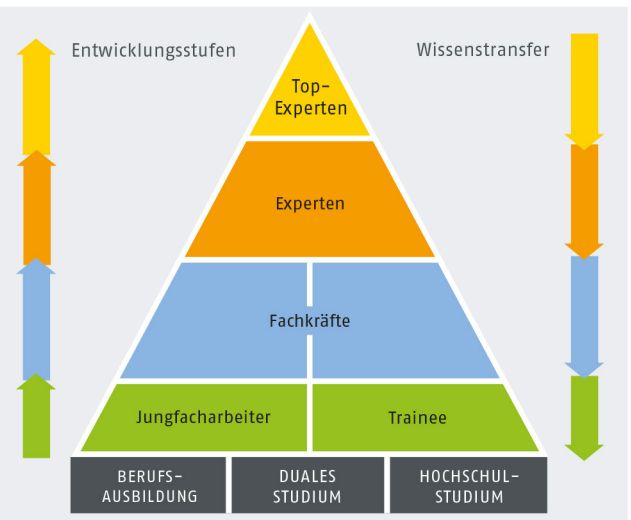 Entwicklungsstufen
Wissenstransfer
Top-
Experten
Experten
Fachkräfte
Jungfacharbeiter
Trainee
BERUFS-
AUSBILDUNG
DUALES
STUDIUM
HOCHSCHUL-
STUDIUM